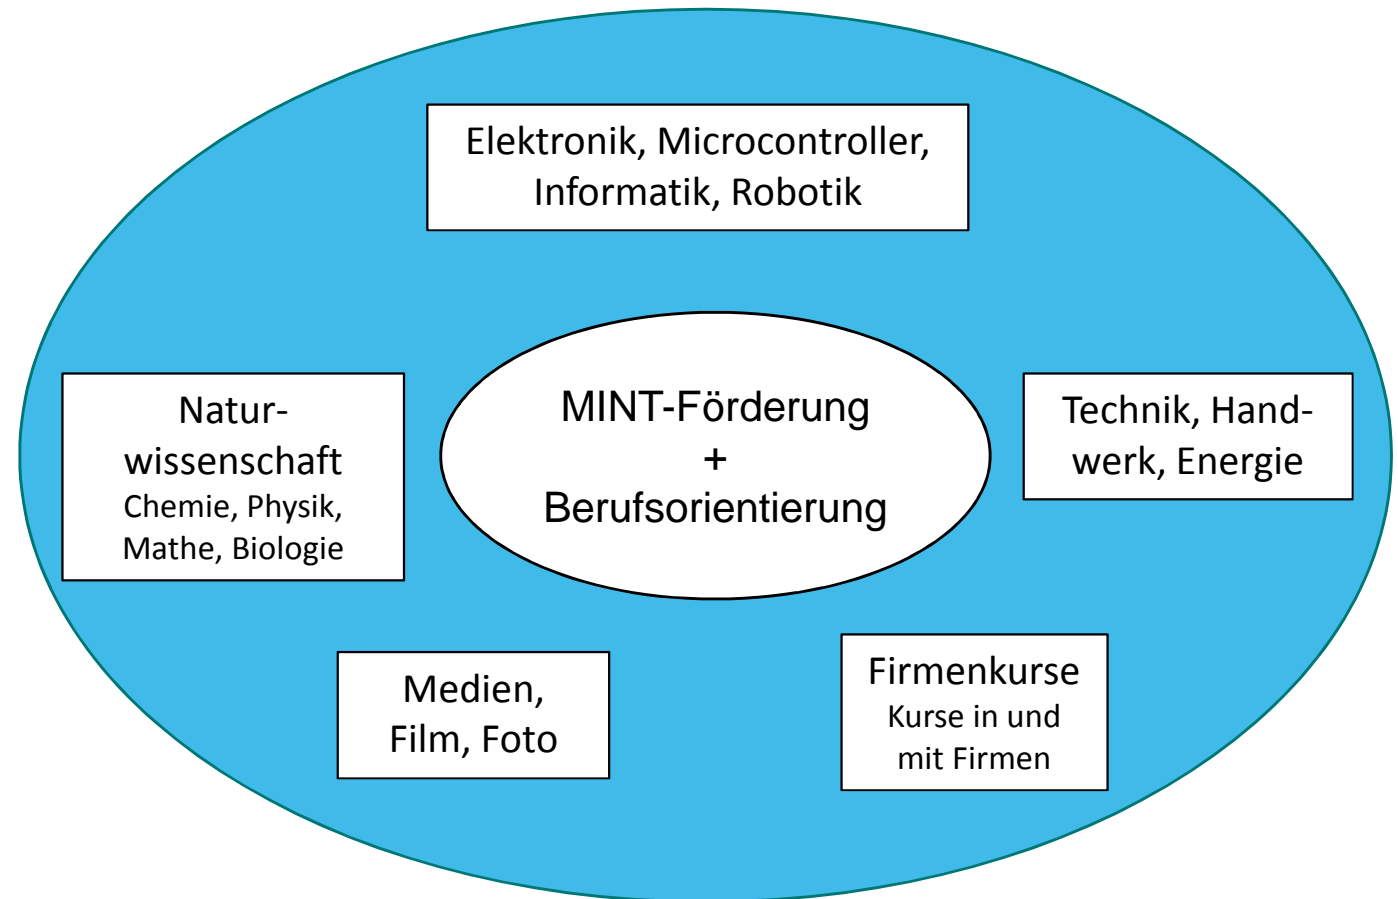 Elektronik, Microcontroller,
Informatik, Robotik
Natur-
wissenschaft
Chemie, Physik,
Mathe, Biologie
MINT-Förderung
+
Berufsorientierung
Technik, Hand-
werk, Energie
Medien,
Film, Foto
Firmenkurse
Kurse in und
mit Firmen